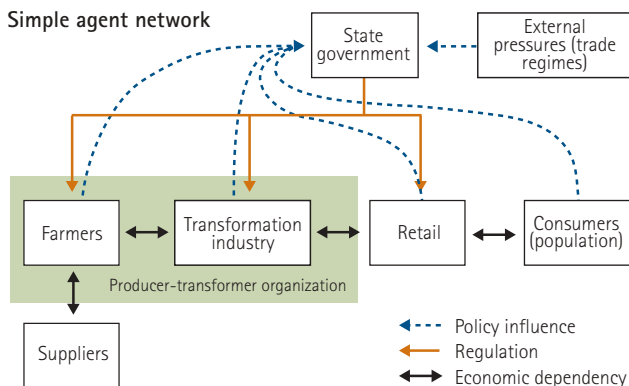 Simple agent network
State
government
External
pressures (trade
regimes)
Farmers
Transformation
industry
Retail
Consumers
(population)
Producer-transformer organization
Suppliers
Policy influence
Regulation
Economic dependency